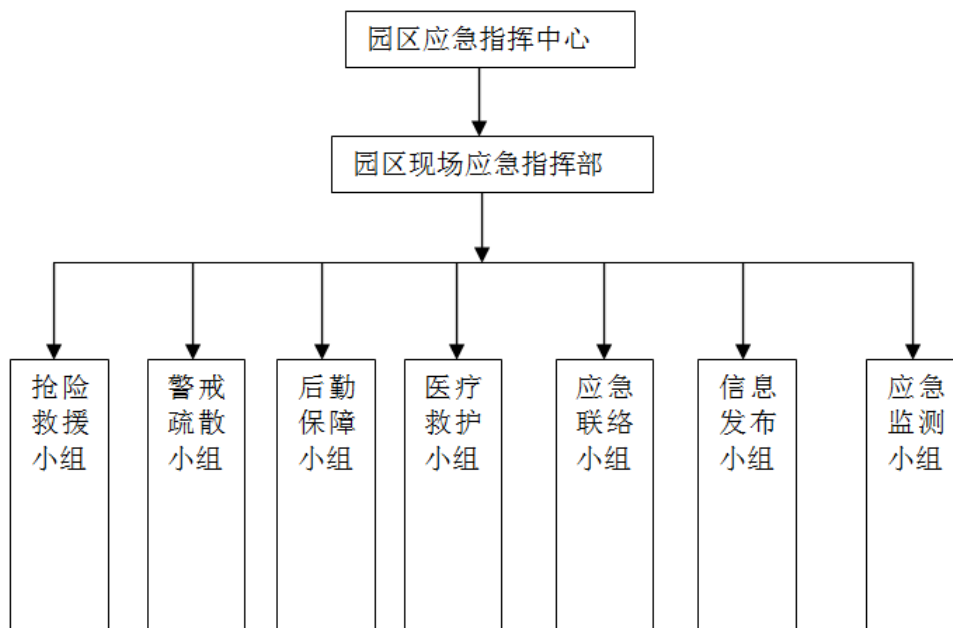 园区应急指挥中心
园区现场应急指挥部
抢险
救援
小组
警戒
疏散
小组
后勤
保障
小组
医疗
救护
小组
应急
联络
小组
信息
发布
小组
应急
监测
小组